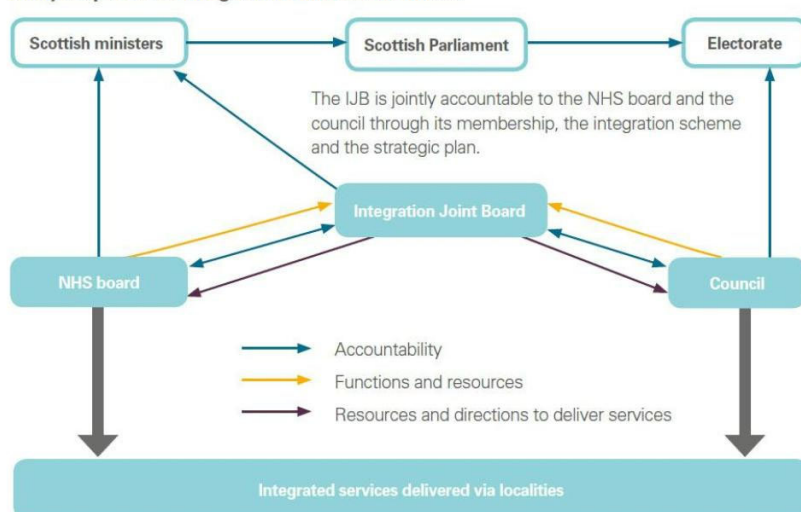 Scottish ministers
Scottish Parliament
Electorate
The IJB is jointly accountable to the NHS board and the
council through its membership, the integration scheme
and the strategic plan.
Integration Joint Board
NHS board
Council
Accountability
Functions and resources
Resources and directions to deliver services
Integrated services delivered via localities